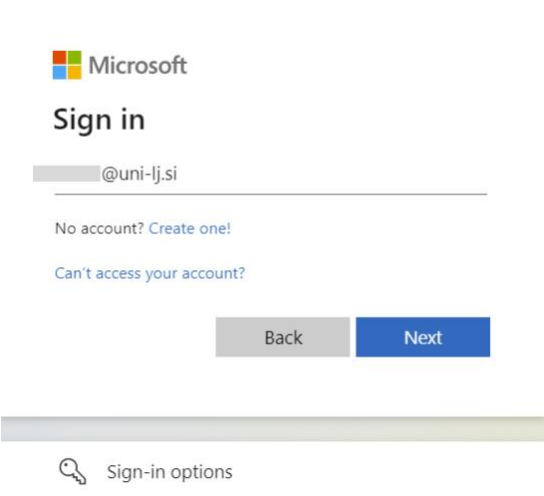 Microsoft
Sign in
@uni-lj.si
No account? Create one!
Can't access your account?
Back
Next
Sign-in options